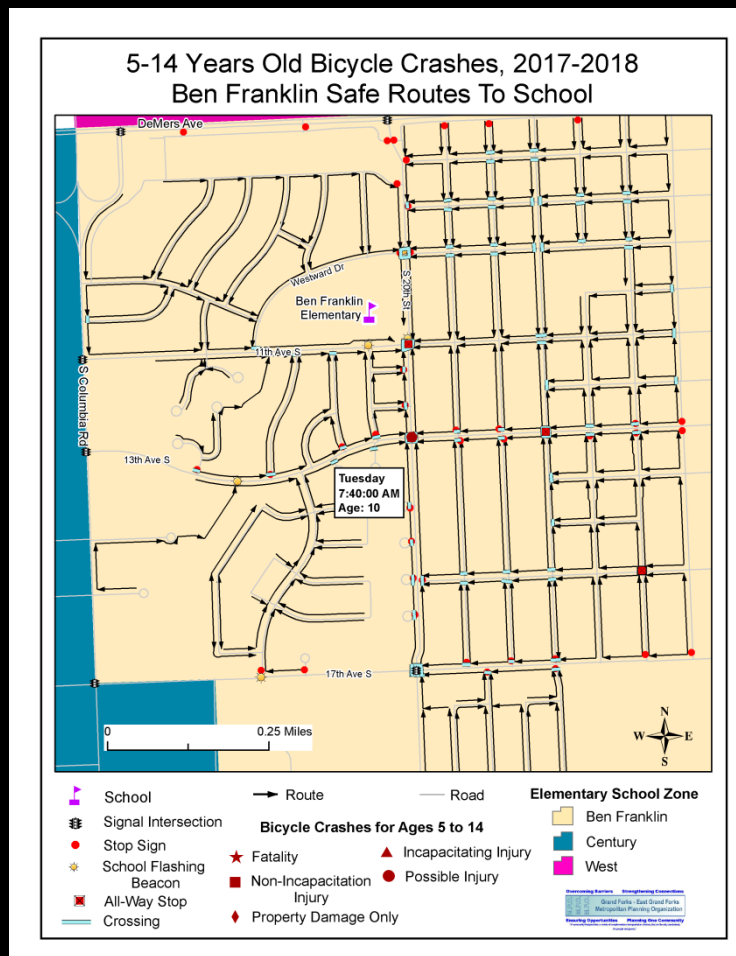 5-14 Years Old Bicycle Crashes, 2017-2018
Ben Franklin Safe Routes To School
DeMers Ave
Westward Dr
S 20th St
Ben Franklin
Elementary
11th Ave S
S Columbia Rd
13th Ave S
Tuesday
7:40:00 AM
Age: 10
17th Ave S
0
0.25 Miles
N
W
E
S
School
Route
Road
Elementary School Zone
Signal Intersection
Bicycle Crashes for Ages 5 to 14
Ben Franklin
Stop Sign
Fatality
Incapacitating Injury
Century
School Flashing
Beacon
Non-Incapacitation
Injury
Possible Injury
West
All-Way Stop
Crossing
Property Damage Only
Overcoming Barriers
Strengthening Connections
Grand Forks - East Grand Forks
Metropolitan Planning Organization
Ensuring Opportunities
Planning One Community